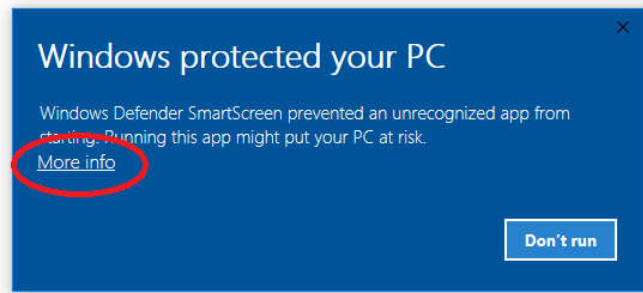 Windows protected your PC
Windows Defender SmartScreen prevented an unrecognized app from
starting. Running this app might put your PC at risk.
More info
Don't run